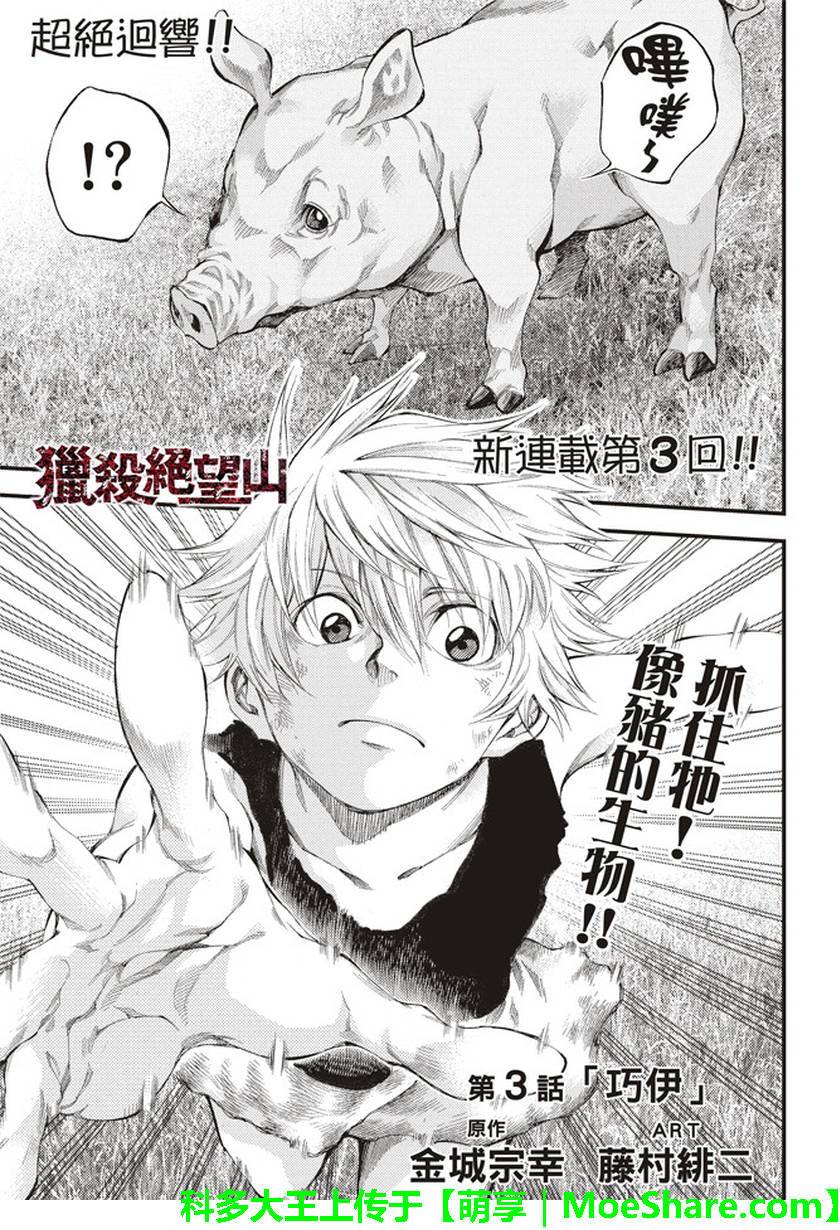 超絕迴響!!
嗶
噗~
!?
獵殺絕望山
新連載第3回!!
抓住牠！
像豬的生物!!
第3話「巧伊」
原作
ART
金城宗幸 藤村緋二
科多大王上传于【萌享|MoeShare.com】